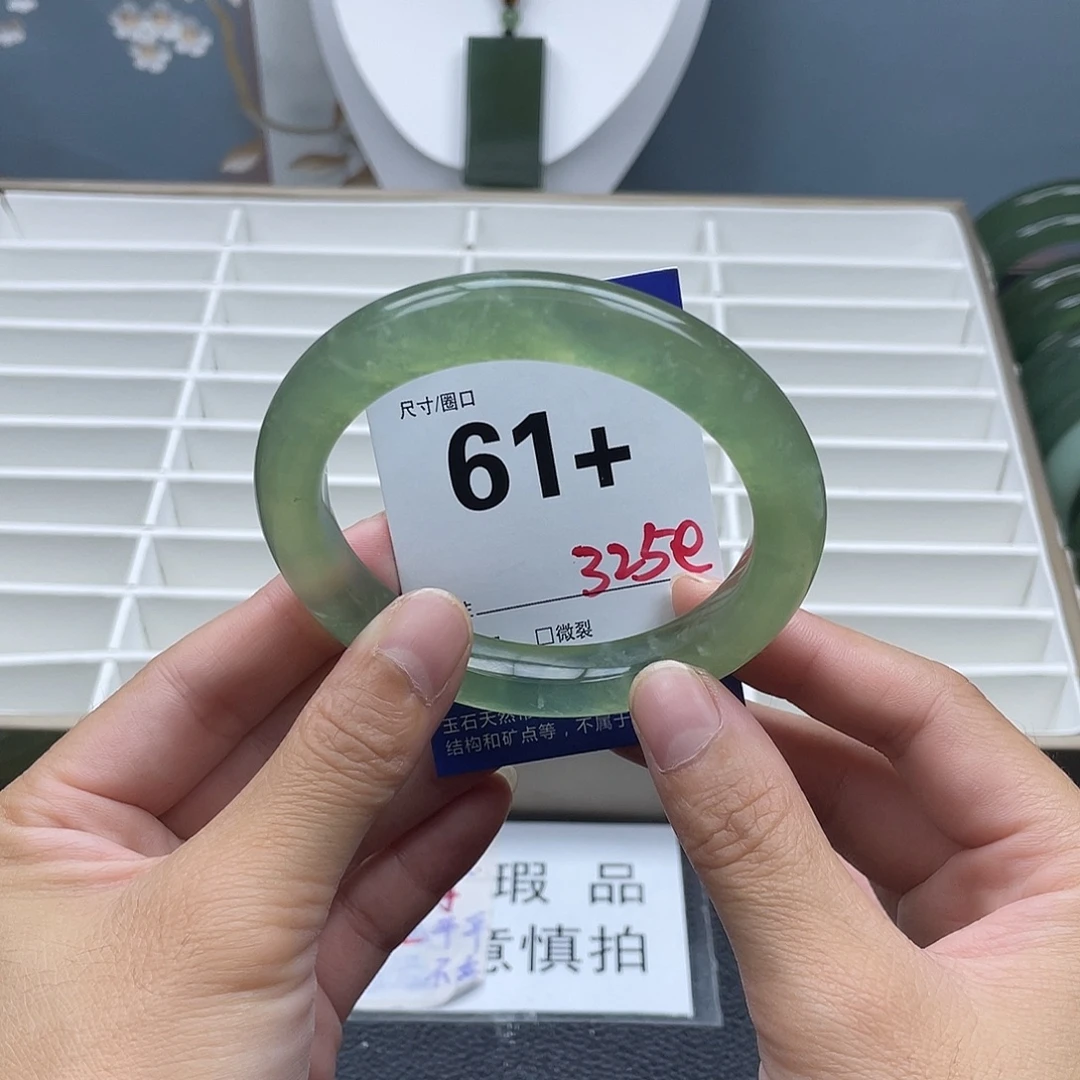 尺寸/圈口
61+
325e
□微裂
玉石天然
结构和矿点等，不属于
瑕 品
意慎拍